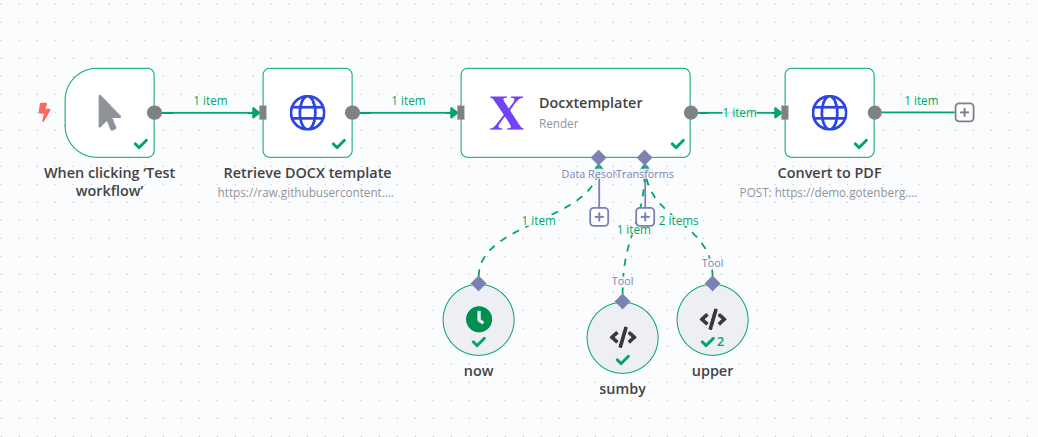 1 item
1 item
Docxtemplater
Render
1 item
1 item
When clicking ‘Test
workflow’
Retrieve DOCX template
https://raw.githubusercontent....
Data Resol
Transforms
Convert to PDF
POST: https://demo.gotenberg....
1 item
1 item
2 items
Tool
Tool
2
now
sumby
upper